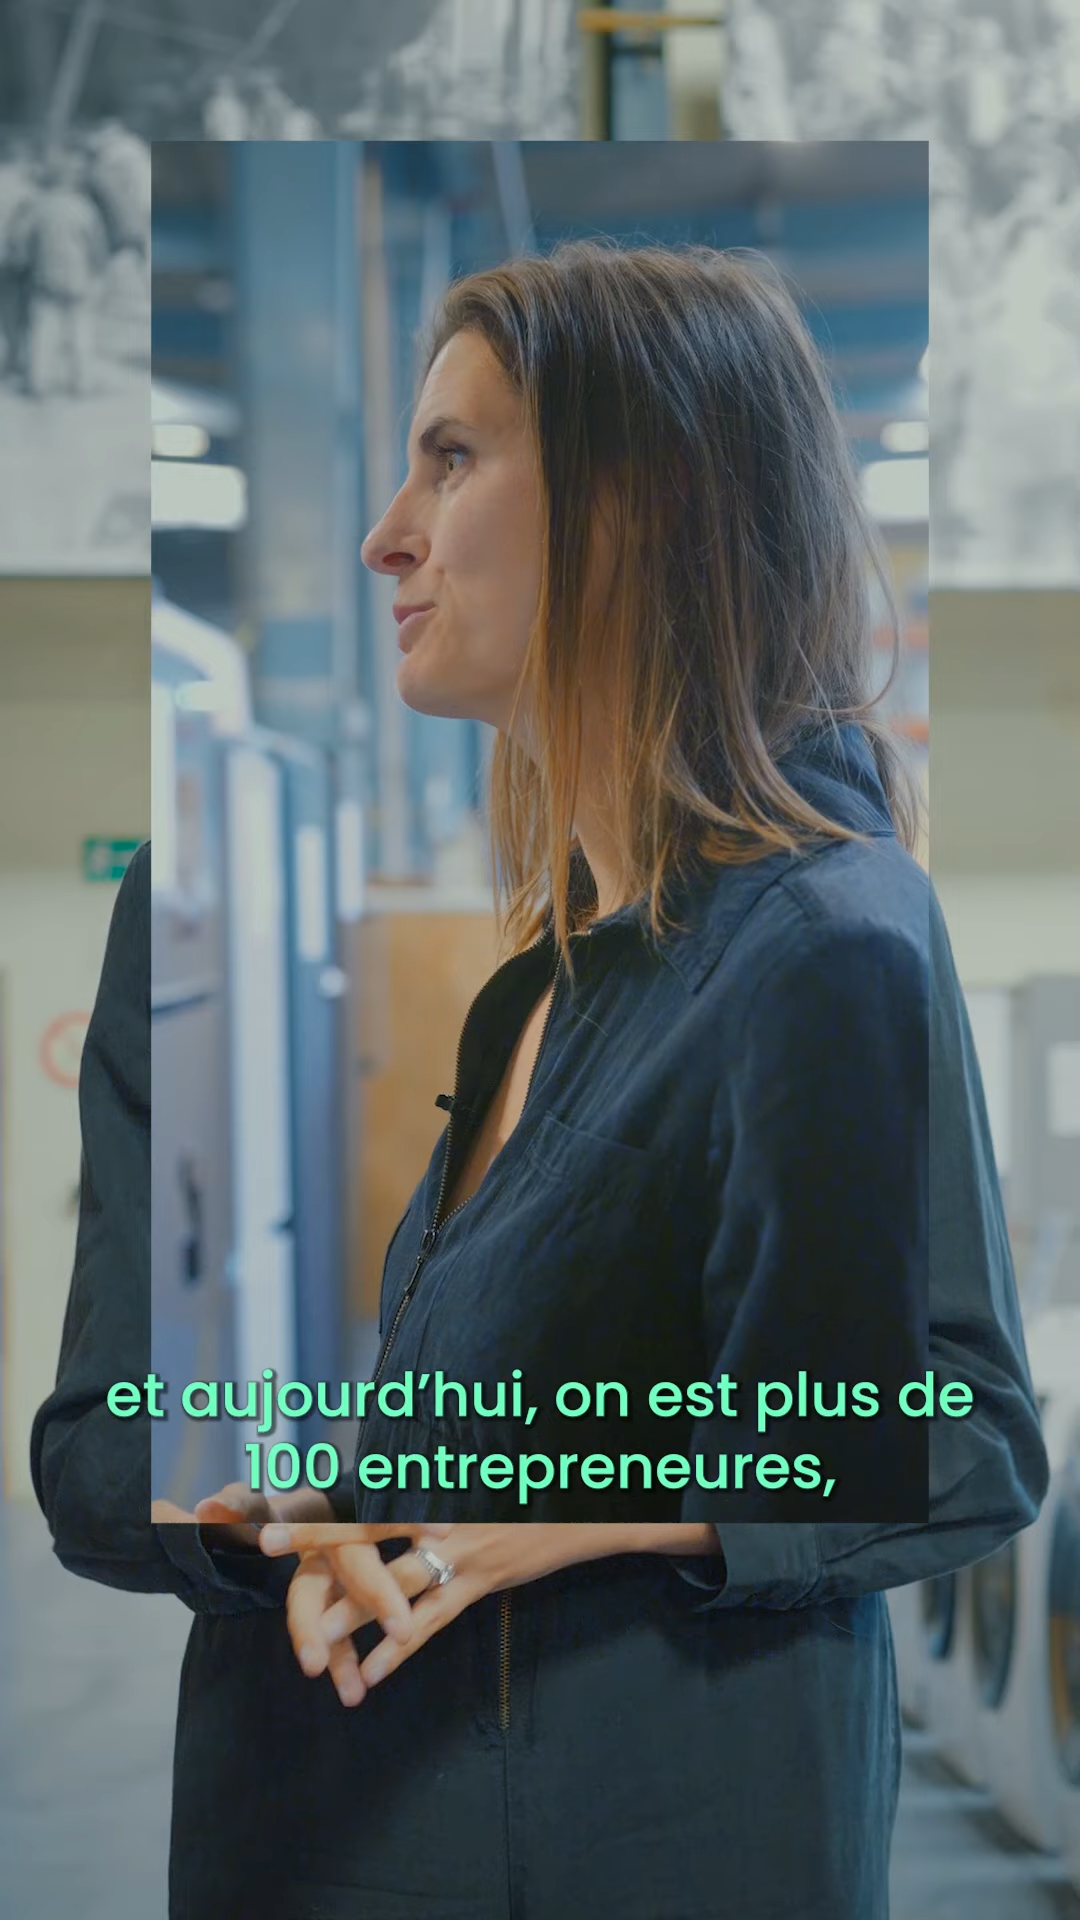 et aujourd’hui, on est plus de
100 entrepreneures,